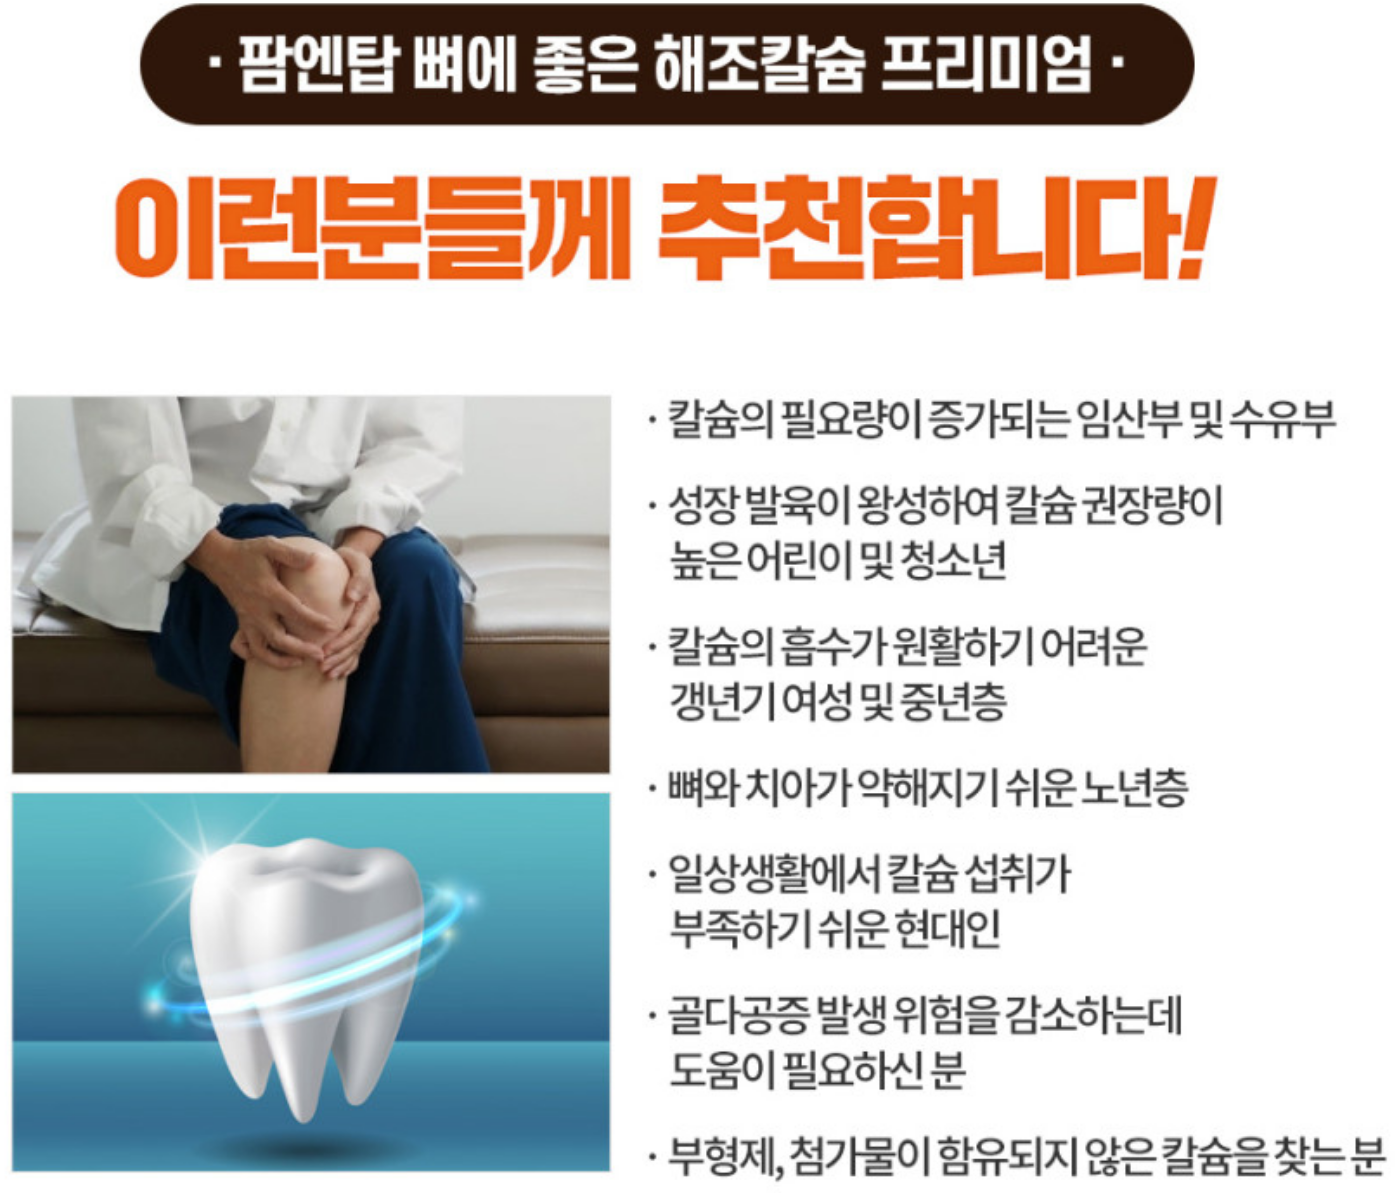 · 팜엔탑 뼈에 좋은 해조칼슘 프리미엄 ·
이런분들께 추천합니다!
· 칼슘의 필요량이 증가되는 임산부 및 수유부
· 성장 발육이 왕성하여 칼슘 권장량이
높은 어린이 및 청소년
· 칼슘의 흡수가 원활하기 어려운
갱년기 여성 및 중년층
· 뼈와 치아가 약해지기 쉬운 노년층
· 일상생활에서 칼슘 섭취가
부족하기 쉬운 현대인
· 골다공증 발생 위험을 감소하는데
도움이 필요하신 분
· 부형제, 첨가물이 함유되지 않은 칼슘을 찾는 분